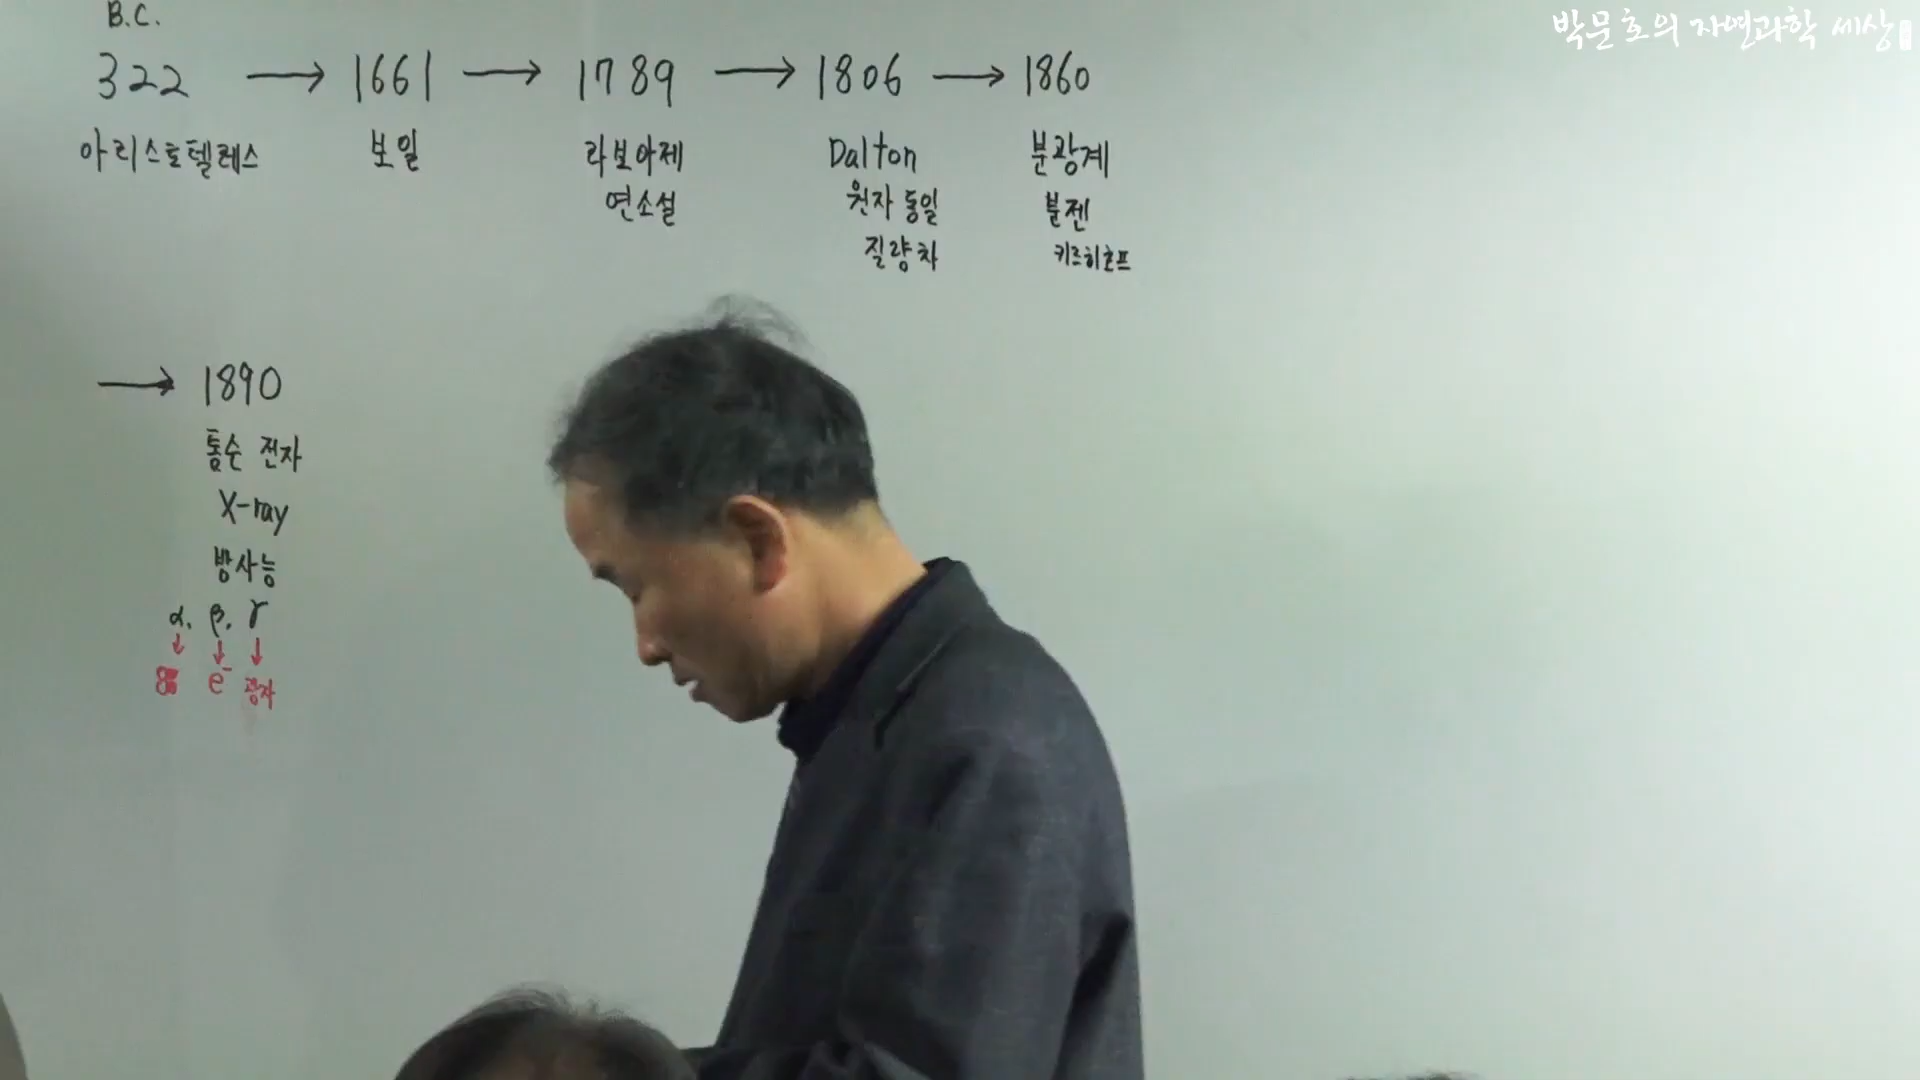 B.C.
322 → 1661 → 1789 → 1806 → 1860
아리스토텔레스 보일 라보아제 Dalton 분광계
연소설 원자 동일 분젠
질량차 키르히호프
→ 1890
톰슨 전자
X-ray
방사능
α, β, γ
↓ ↓ ↓
e⁻ 광자
박문호의 자연과학 세상